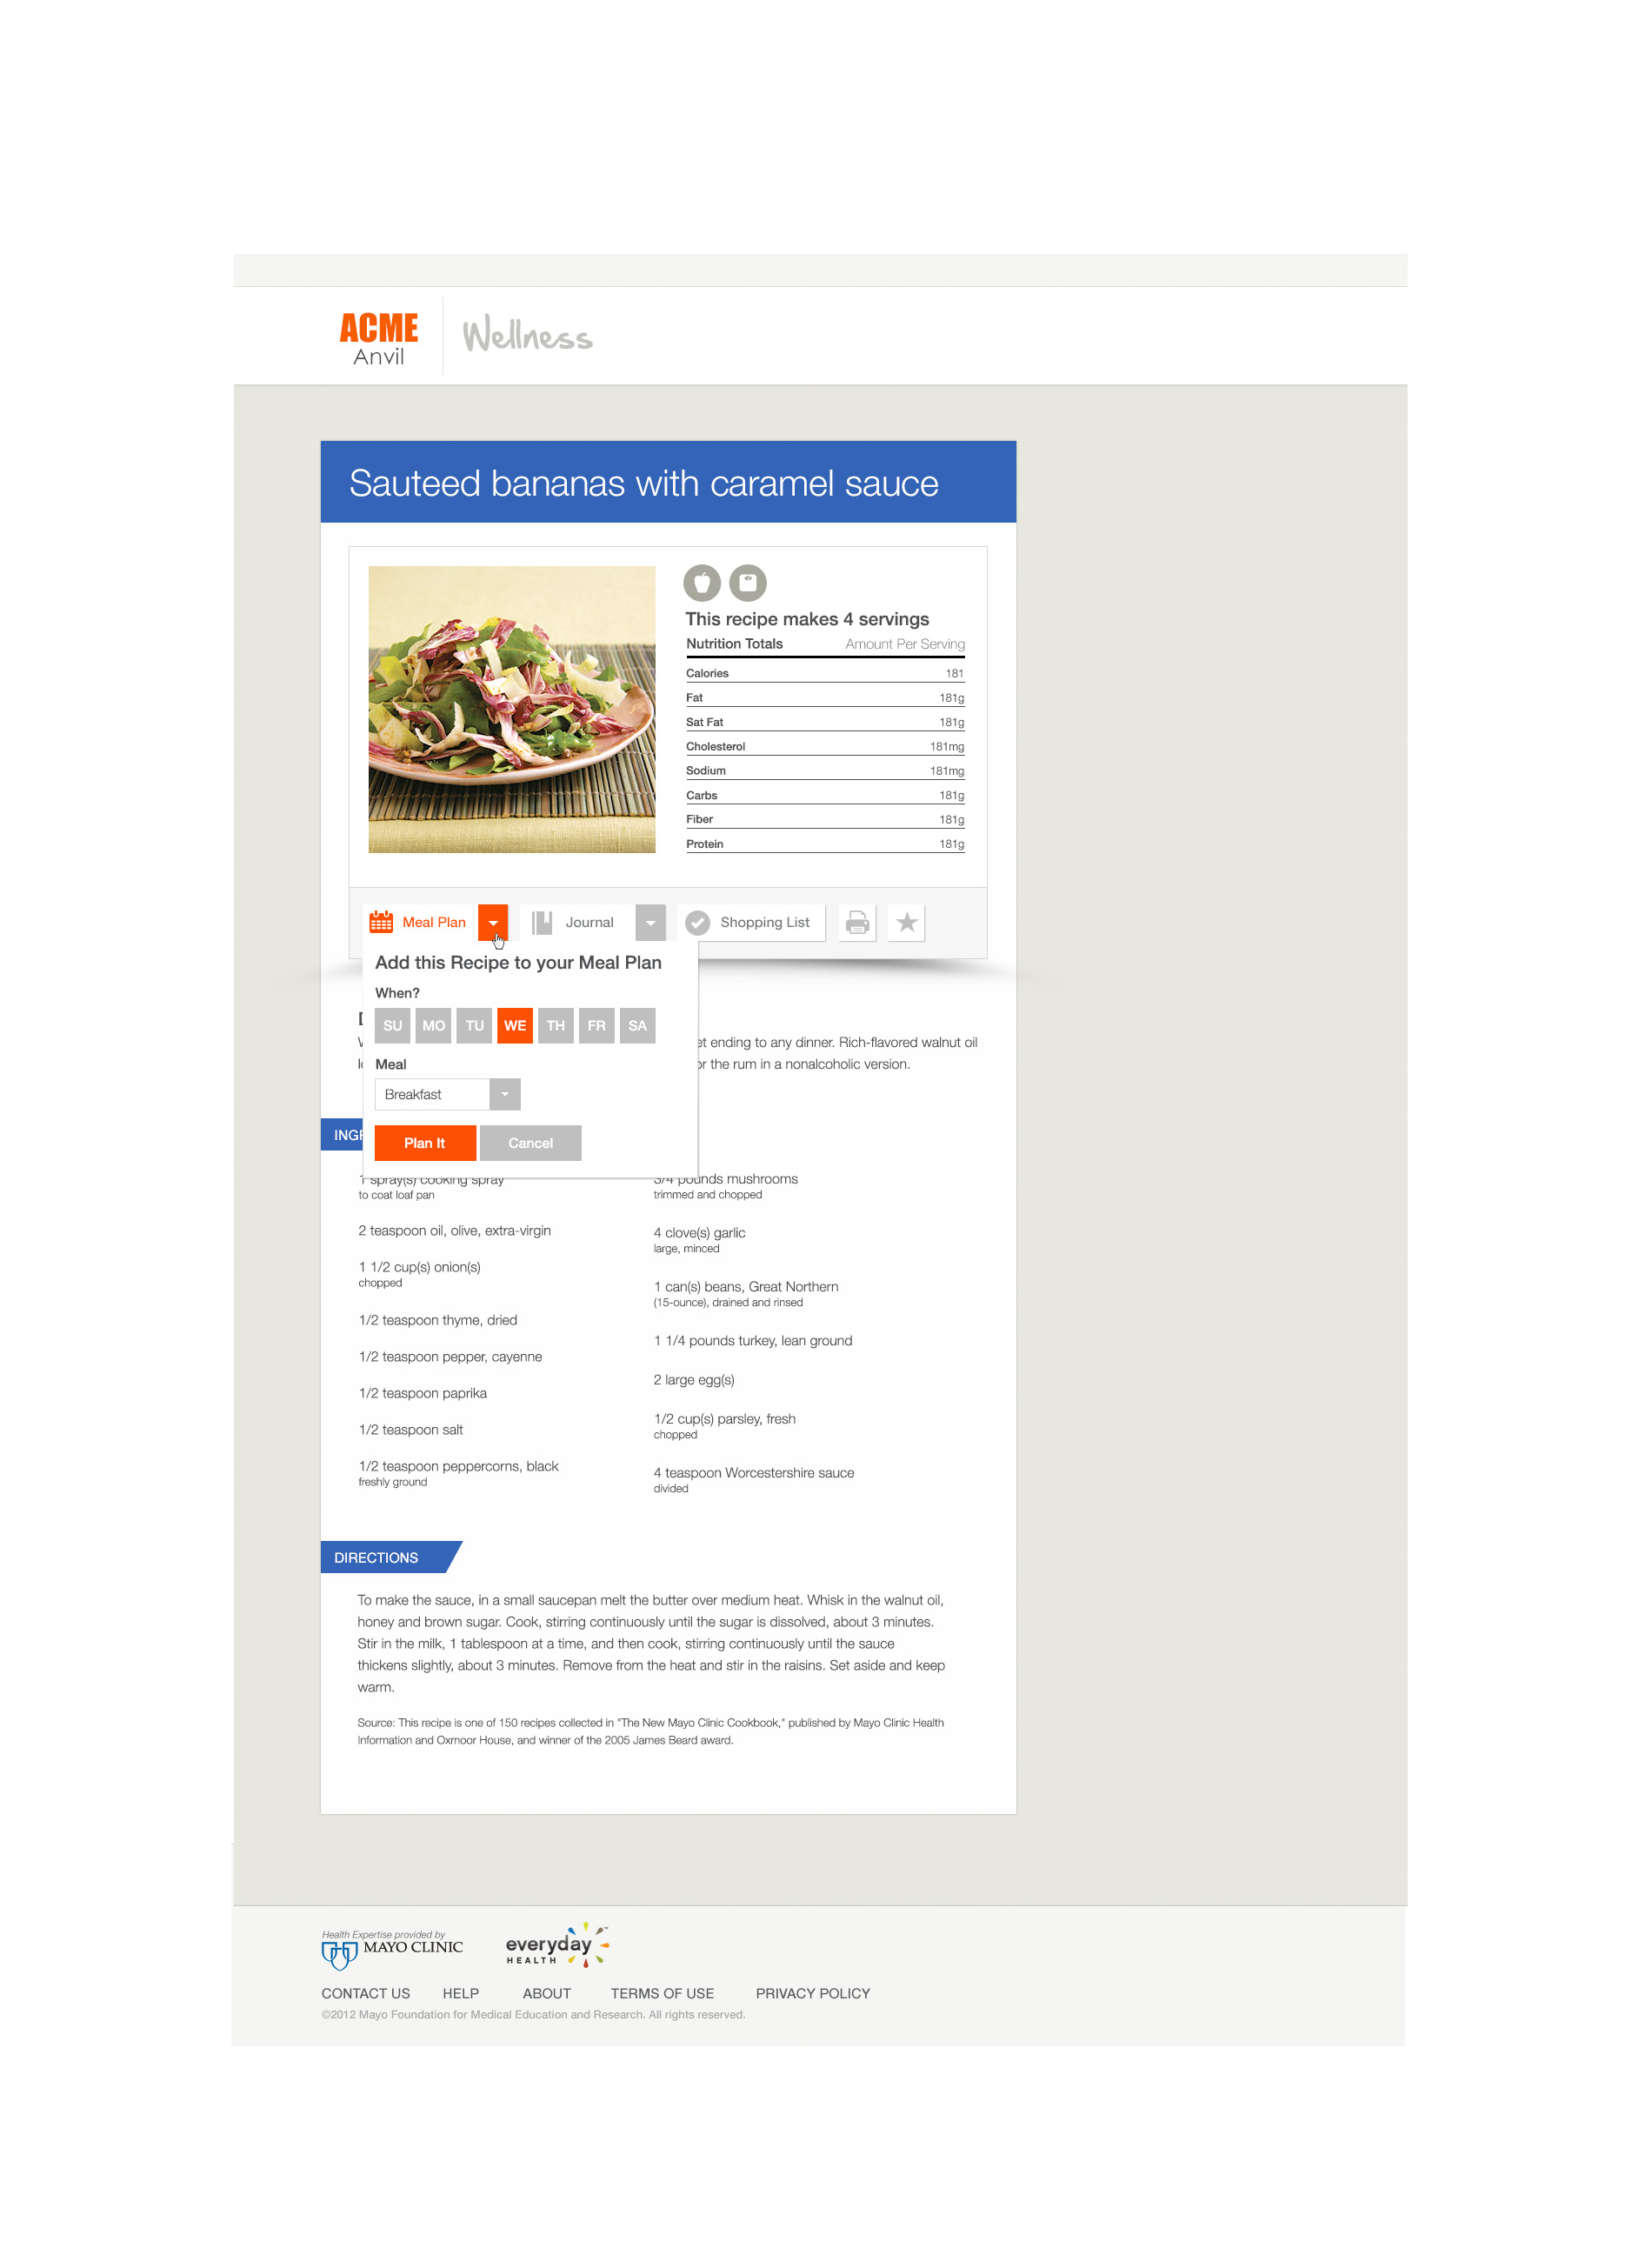 ACME
Anvil
Wellness
Sauteed bananas with caramel sauce
This recipe makes 4 servings
Nutrition Totals Amount Per Serving
Calories 181
Fat 181g
Sat Fat 181g
Cholesterol 181mg
Sodium 181mg
Carbs 181g
Fiber 181g
Protein 181g
Meal Plan Journal Shopping List
Add this Recipe to your Meal Plan
When?
SU MO TU WE TH FR SA
ending to any dinner. Rich-flavored walnut oil
the rum in a nonalcoholic version.
Meal
Breakfast
Plan It Cancel
1 spray(s) cooking spray
to coat loaf pan
2 teaspoon oil, olive, extra-virgin
1 1/2 cup(s) onion(s)
chopped
1/2 teaspoon thyme, dried
1/2 teaspoon pepper, cayenne
1/2 teaspoon paprika
1/2 teaspoon salt
1/2 teaspoon peppercorns, black
freshly ground
3/4 pounds mushrooms
trimmed and chopped
4 clove(s) garlic
large, minced
1 can(s) beans, Great Northern
(15-ounce), drained and rinsed
1 1/4 pounds turkey, lean ground
2 large egg(s)
1/2 cup(s) parsley, fresh
chopped
4 teaspoon Worcestershire sauce
divided
DIRECTIONS
To make the sauce, in a small saucepan melt the butter over medium heat. Whisk in the walnut oil,
honey and brown sugar. Cook, stirring continuously until the sugar is dissolved, about 3 minutes.
Stir in the milk, 1 tablespoon at a time, and then cook, stirring continuously until the sauce
thickens slightly, about 3 minutes. Remove from the heat and stir in the raisins. Set aside and keep
warm.
Source: This recipe is one of 150 recipes collected in "The New Mayo Clinic Cookbook," published by Mayo Clinic Health
Information and Oxmoor House, and winner of the 2005 James Beard award.
Health Expertise provided by
MAYO CLINIC
everyday™
HEALTH
CONTACT US HELP ABOUT TERMS OF USE PRIVACY POLICY
©2012 Mayo Foundation for Medical Education and Research. All rights reserved.